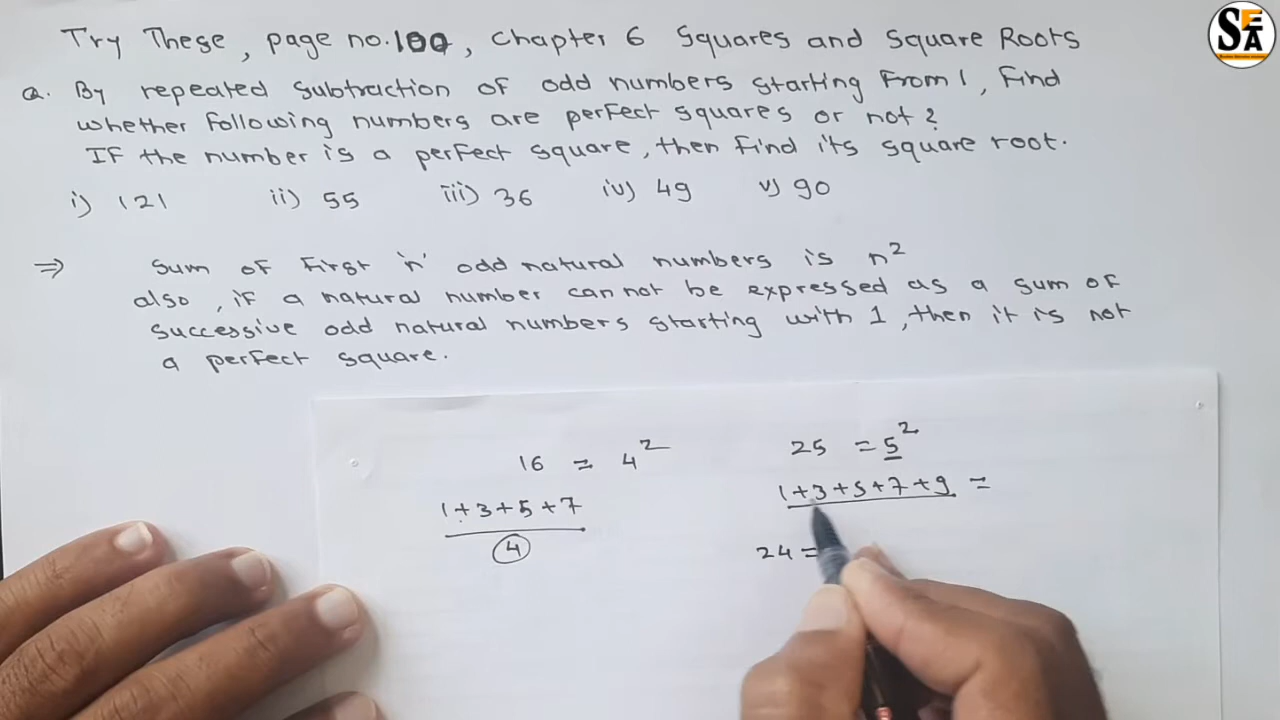 Try These, page no.100, Chapter 6 Squares and Square Roots
Q. By repeated subtraction of odd numbers starting from 1, Find
whether following numbers are perfect squares or not?
If the number is a perfect square, then find its square root.
i) 121 ii) 55 iii) 36 iv) 49 v) 90
⇒ Sum of First 'n' odd natural numbers is n²
also, if a natural number cannot be expressed as a sum of
successive odd natural numbers starting with 1, then it is not
a perfect square.
16 = 4² 25 = 5²
1+3+5+7 1+3+5+7+9 =
4 24 =
SEFA